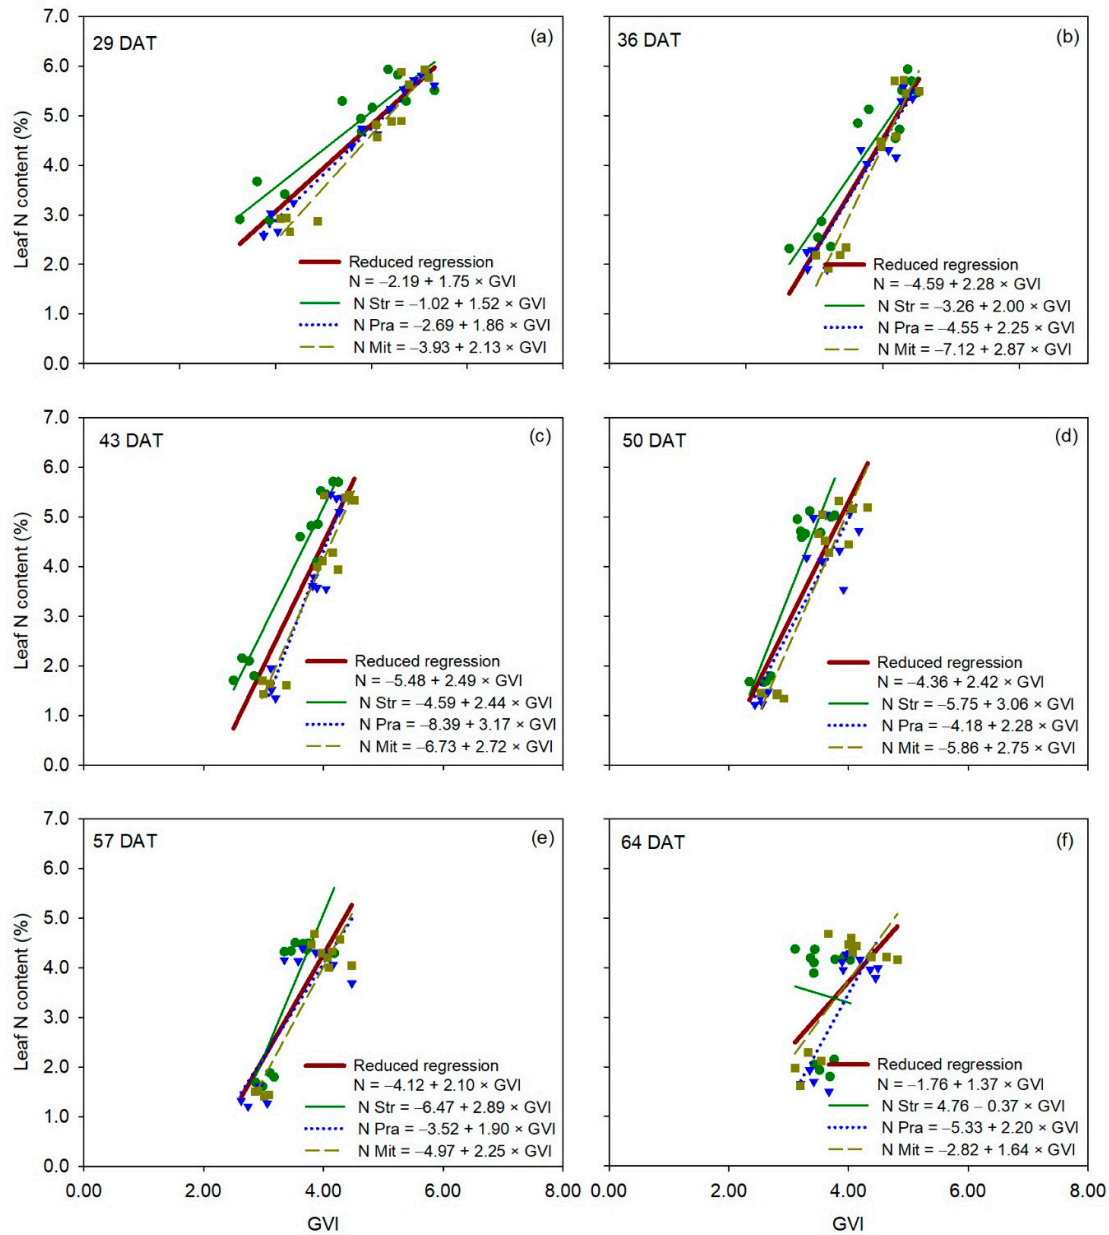 29 DAT
(a)
Leaf N content (%)
7.0
6.0
5.0
4.0
3.0
2.0
1.0
0.0
Reduced regression
N = −2.19 + 1.75 × GVI
N Str = −1.02 + 1.52 × GVI
N Pra = −2.69 + 1.86 × GVI
N Mit = −3.93 + 2.13 × GVI
36 DAT
(b)
Reduced regression
N = −4.59 + 2.28 × GVI
N Str = −3.26 + 2.00 × GVI
N Pra = −4.55 + 2.25 × GVI
N Mit = −7.12 + 2.87 × GVI
43 DAT
(c)
Leaf N content (%)
7.0
6.0
5.0
4.0
3.0
2.0
1.0
0.0
Reduced regression
N = −5.48 + 2.49 × GVI
N Str = −4.59 + 2.44 × GVI
N Pra = −8.39 + 3.17 × GVI
N Mit = −6.73 + 2.72 × GVI
50 DAT
(d)
Reduced regression
N = −4.36 + 2.42 × GVI
N Str = −5.75 + 3.06 × GVI
N Pra = −4.18 + 2.28 × GVI
N Mit = −5.86 + 2.75 × GVI
57 DAT
(e)
Leaf N content (%)
7.0
6.0
5.0
4.0
3.0
2.0
1.0
0.0
Reduced regression
N = −4.12 + 2.10 × GVI
N Str = −6.47 + 2.89 × GVI
N Pra = −3.52 + 1.90 × GVI
N Mit = −4.97 + 2.25 × GVI
0.00 2.00 4.00 6.00 8.00
GVI
64 DAT
(f)
Reduced regression
N = −1.76 + 1.37 × GVI
N Str = 4.76 − 0.37 × GVI
N Pra = −5.33 + 2.20 × GVI
N Mit = −2.82 + 1.64 × GVI
0.00 2.00 4.00 6.00 8.00
GVI